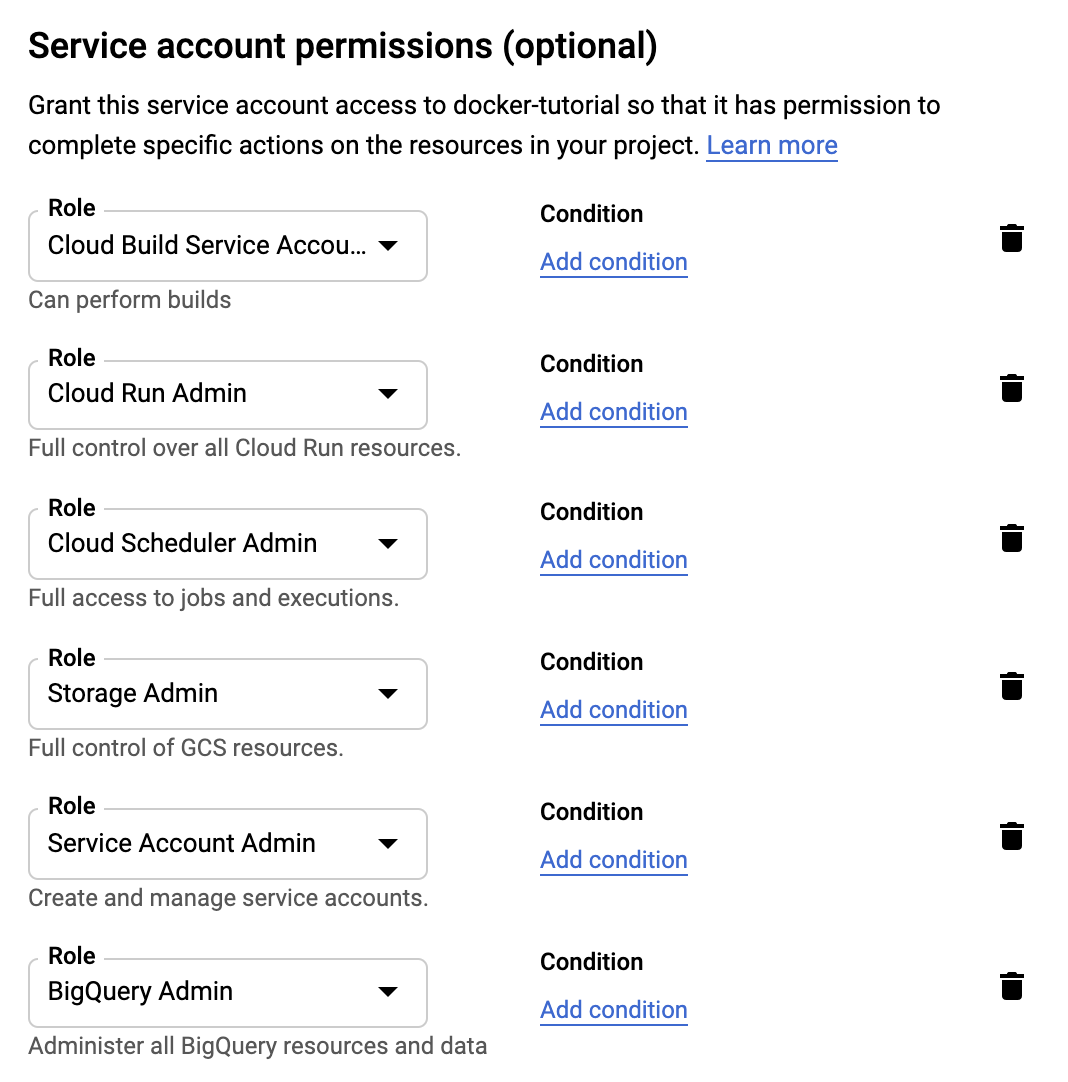 Service account permissions (optional)
Grant this service account access to docker-tutorial so that it has permission to
complete specific actions on the resources in your project. Learn more
Role
Condition
Cloud Build Service Accou...
Add condition
Can perform builds
Role
Condition
Cloud Run Admin
Add condition
Full control over all Cloud Run resources.
Role
Condition
Cloud Scheduler Admin
Add condition
Full access to jobs and executions.
Role
Condition
Storage Admin
Add condition
Full control of GCS resources.
Role
Condition
Service Account Admin
Add condition
Create and manage service accounts.
Role
Condition
BigQuery Admin
Add condition
Administer all BigQuery resources and data